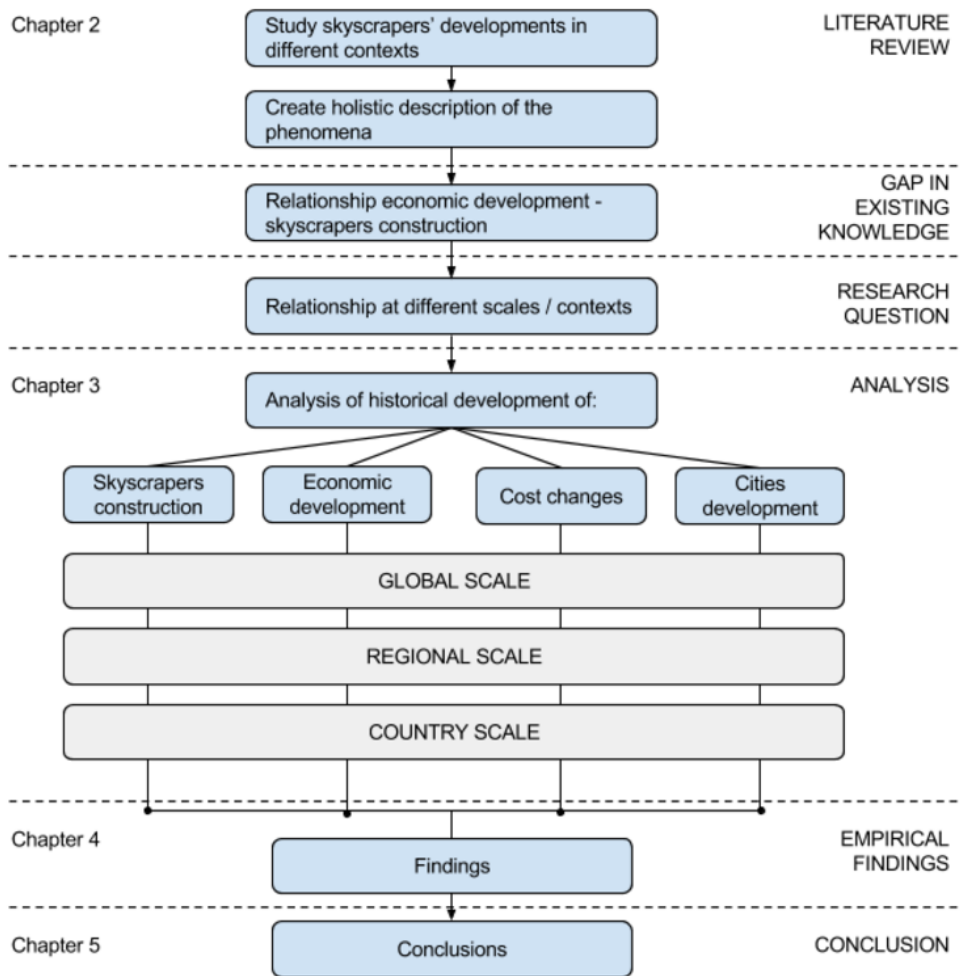 Chapter 2
Study skyscrapers’ developments in
different contexts
LITERATURE
REVIEW
Create holistic description of the
phenomena
Relationship economic development -
skyscrapers construction
GAP IN
EXISTING
KNOWLEDGE
Relationship at different scales / contexts
RESEARCH
QUESTION
Chapter 3
Analysis of historical development of:
ANALYSIS
Skyscrapers
construction
Economic
development
Cost changes
Cities
development
GLOBAL SCALE
REGIONAL SCALE
COUNTRY SCALE
Chapter 4
Findings
EMPIRICAL
FINDINGS
Chapter 5
Conclusions
CONCLUSION